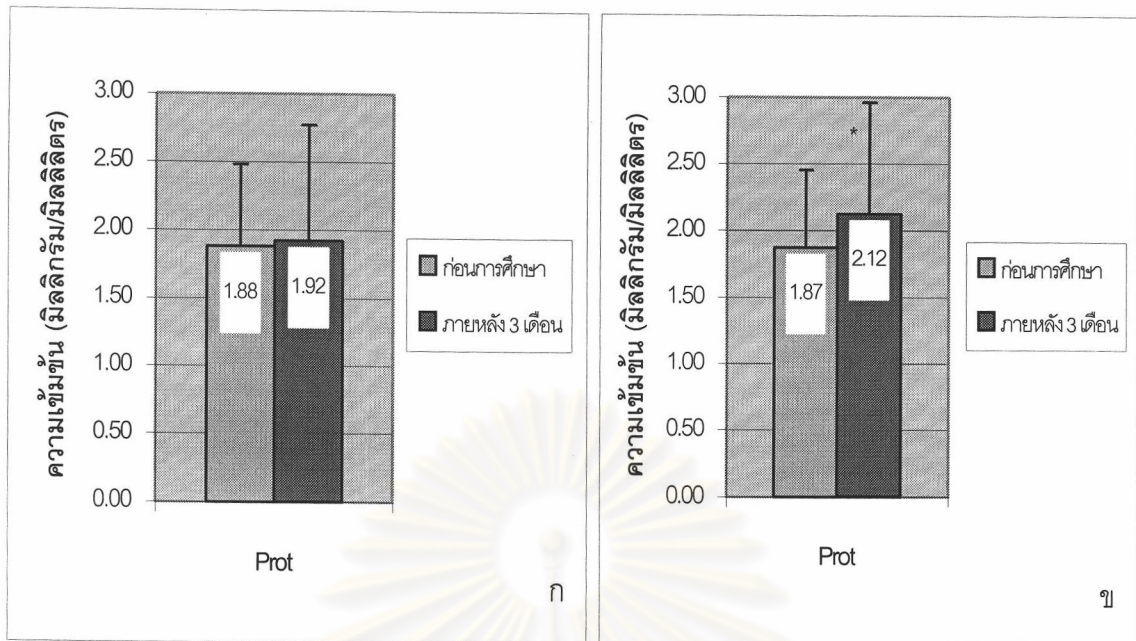 ความเข้มข้น (มิลลิกรัม/มิลลิลิตร)
3.00
2.50
2.00
1.50
1.00
0.50
0.00
1.88
1.92
Prot
ก่อนการศึกษา
ภายหลัง 3 เดือน
ก
ความเข้มข้น (มิลลิกรัม/มิลลิลิตร)
3.00
2.50
2.00
1.50
1.00
0.50
0.00
*
1.87
2.12
Prot
ก่อนการศึกษา
ภายหลัง 3 เดือน
ข